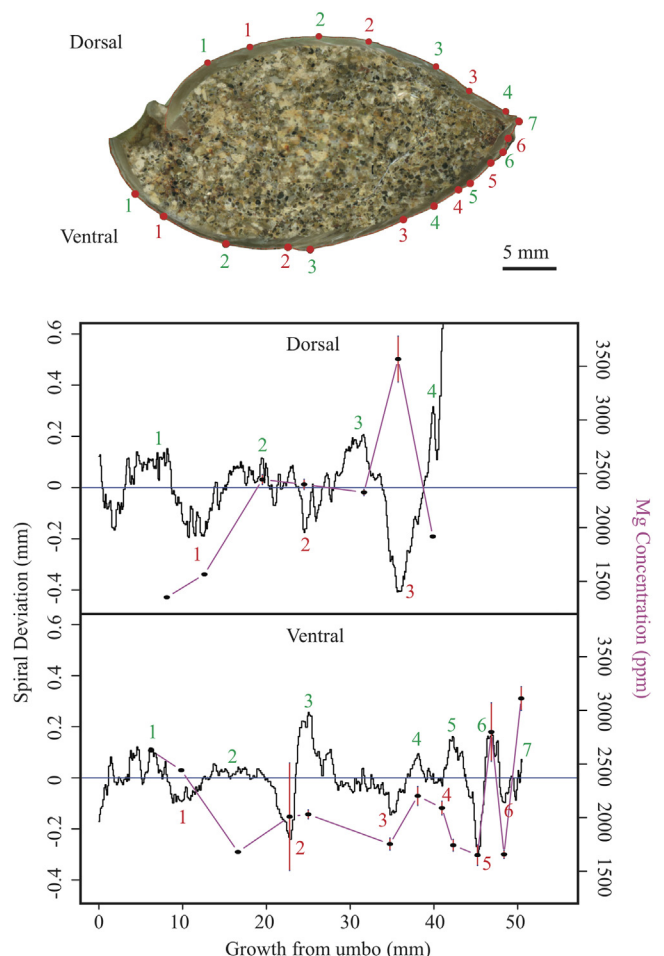 Dorsal
1 1 2 2 3 3 4 7
6
6
5
5
4
4
3
1 1 2 2 3
Ventral
5 mm
Spiral Deviation (mm)
Mg Concentration (ppm)
Dorsal
0.6
0.4
0.2
0
-0.2
-0.4
3500
3000
2500
2000
1500
1 1 2 2 3 3 4
Ventral
0.6
0.4
0.2
0
-0.2
-0.4
3500
3000
2500
2000
1500
1 1 2 2 3 3 4 4 5 5 6 6 7
0 10 20 30 40 50
Growth from umbo (mm)